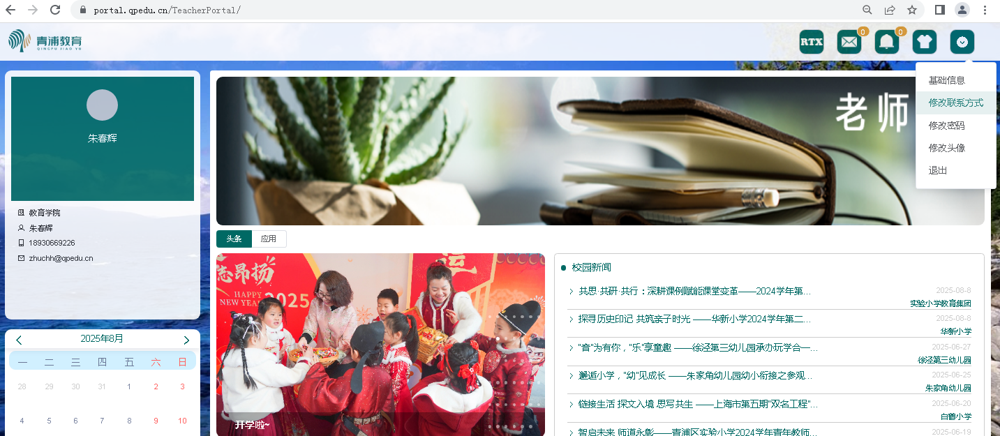 portal.qpedu.cn/TeacherPortal/
青浦教育
QINGPU JIAO YU
RTX
0
0
基础信息
修改联系方式
修改密码
修改头像
退出
朱春辉
教育学院
朱春辉
18930669226
zhuchh@qpedu.cn
老师
头条
应用
志昂扬
运
HAPPY
NEW YEAR 2025
开学啦~
校园新闻
共思·共研·共行：深耕课例赋能课堂变革——2024学年第...
2025-08-8
实验小学教育集团
探寻历史印记 共筑亲子时光 ——华新小学2024学年第二...
2025-08-8
华新小学
“音”为有你，“乐”享童趣 ——徐泾第三幼儿园承办玩学合一...
2025-06-27
徐泾第三幼儿园
邂逅小学，“幼”见成长 ——朱家角幼儿园幼小衔接之参观...
2025-06-25
朱家角幼儿园
链接生活 探文入境 思写共生 ——上海市第五期“双名工程”...
2025-06-20
白鹤小学
智启未来 师道永彰——青浦区实验小学2024学年青年教师...
2025-06-19
2025年8月
一 二 三 四 五 六 日
28 29 30 31 1 2 3
4 5 6 7 8 9 10